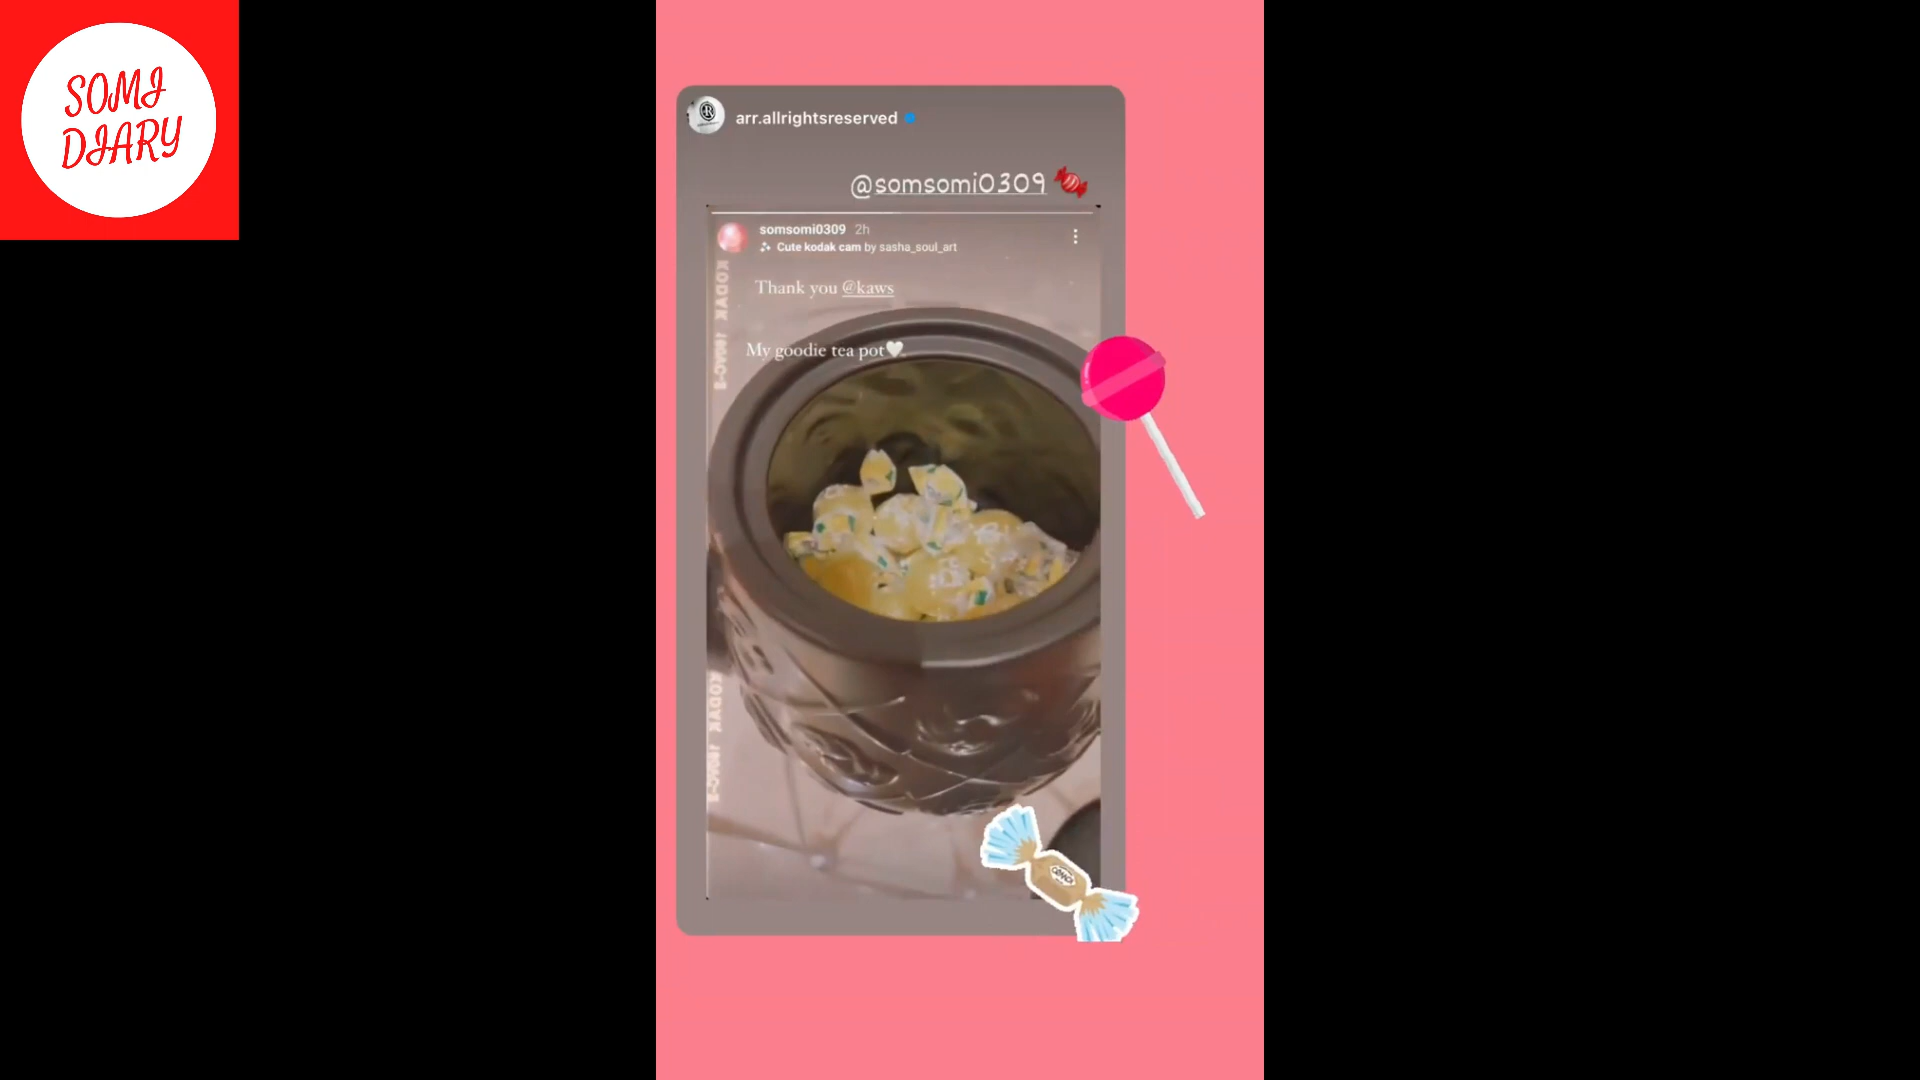 SOMI
DIARY
arr.allrightsreserved
@somsomi0309
somsomi0309 2h
Cute kodak cam by sasha_soul_art
KODAK
Thank you @kaws
My goodie tea pot
KODAK